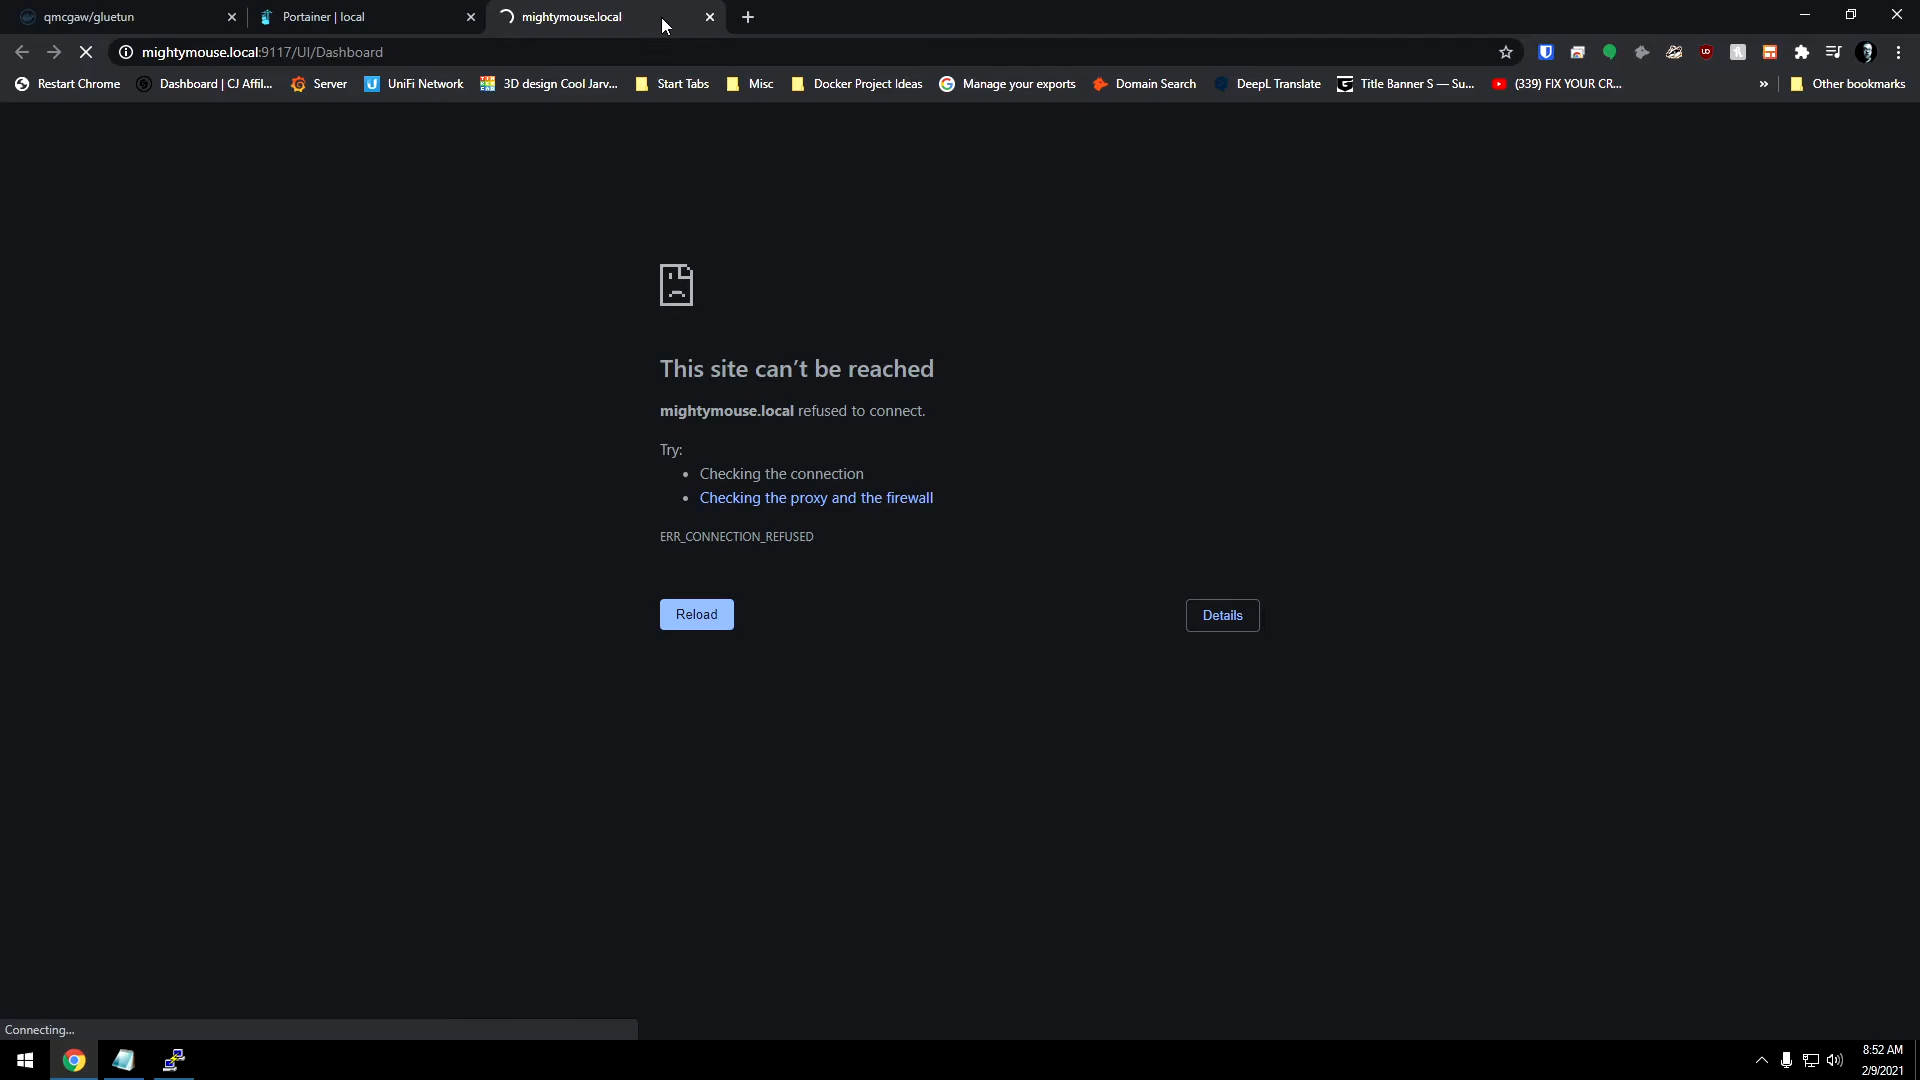 qmcgaw/gluetun
Portainer | local
mightymouse.local
mightymouse.local:9117/UI/Dashboard
Restart Chrome
Dashboard | CJ Affil...
Server
UniFi Network
3D design Cool Jarv...
Start Tabs
Misc
Docker Project Ideas
Manage your exports
Domain Search
DeepL Translate
Title Banner S — Su...
(339) FIX YOUR CR...
»
Other bookmarks
This site can't be reached
mightymouse.local refused to connect.
Try:
• Checking the connection
• Checking the proxy and the firewall
ERR_CONNECTION_REFUSED
Reload
Details
Connecting...
8:52 AM
2/9/2021